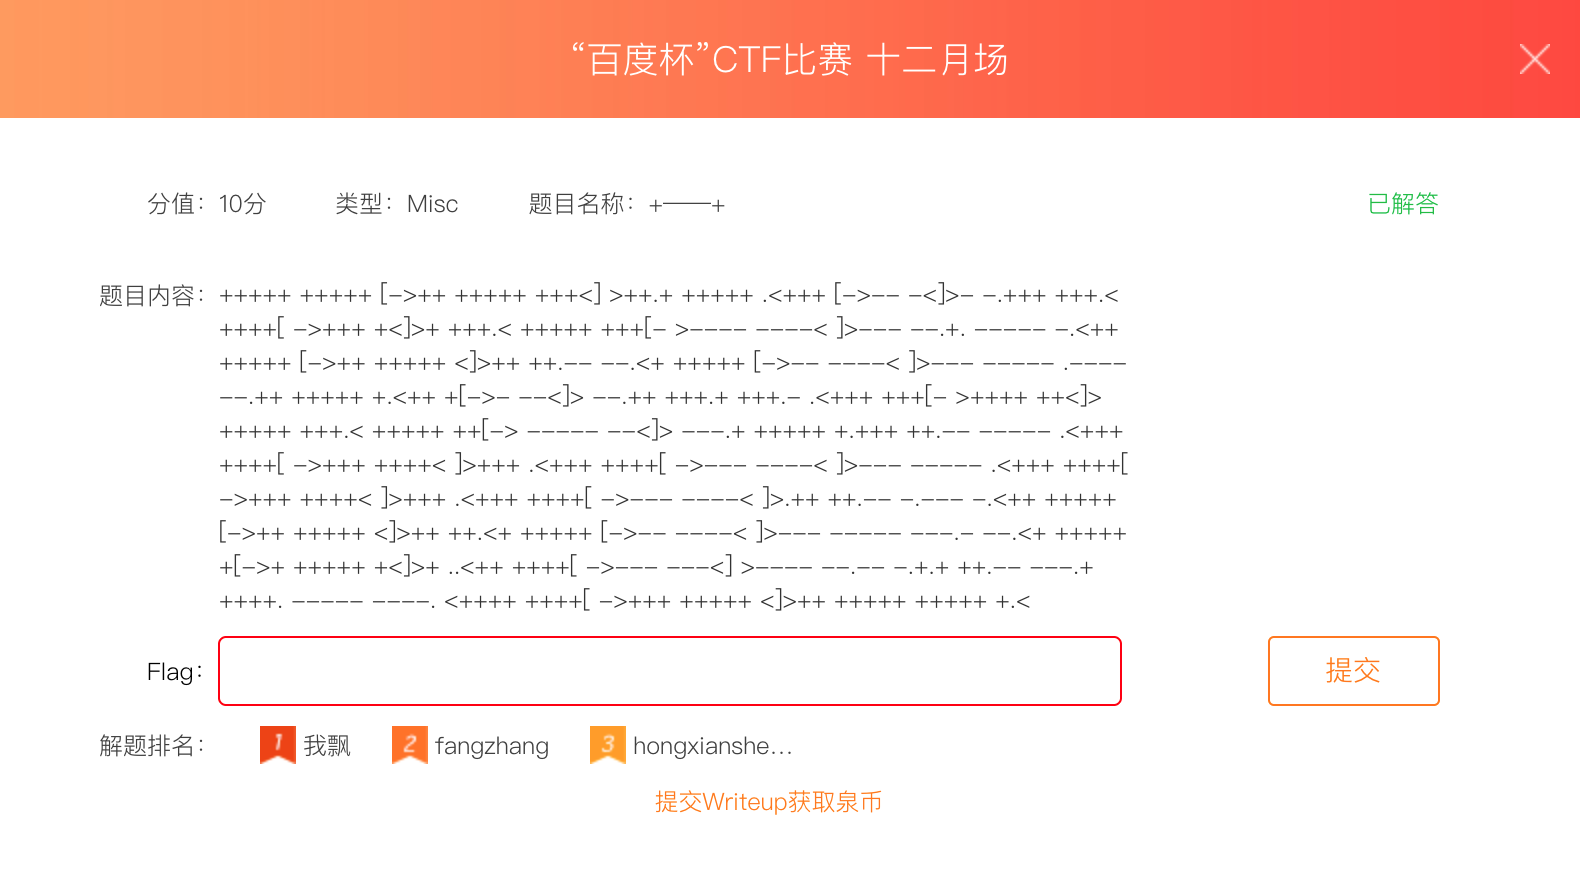 “百度杯”CTF比赛 十二月场
分值：10分 类型：Misc 题目名称：+——+ 已解答
题目内容：+++++ +++++ [->++ +++++ +++<] >++.+ +++++ .<+++ [->-- -<]>- -.+++ +++.<
++++[ ->+++ +<]>+ +++.< +++++ +++[- >---- ----< ]>--- --.+. ----- -.<++
+++++ [->++ +++++ <]>++ ++.-- --.<+ +++++ [->-- ----< ]>--- ----- .----
--.++ +++++ +.<++ +[->- --<]> --.++ +++.+ +++.- .<+++ +++[- >++++ ++<]>
+++++ +++.< +++++ ++[-> ----- --<]> ---.+ +++++ +.+++ ++.-- ----- .<+++
++++[ ->+++ ++++< ]>+++ .<+++ ++++[ ->--- ----< ]>--- ----- .<+++ ++++[
->+++ ++++< ]>+++ .<+++ ++++[ ->--- ----< ]>.++ ++.-- -.--- -.<++ +++++
[->++ +++++ <]>++ ++.<+ +++++ [->-- ----< ]>--- ----- ---.- --.<+ +++++
+[->+ +++++ +<]>+ ..<++ ++++[ ->--- ---<] >---- --.-- -.+.+ ++.-- ---.+
++++. ----- ----. <++++ ++++[ ->+++ +++++ <]>++ +++++ +++++ +.<
Flag： 提交
解题排名： 1 我飘 2 fangzhang 3 hongxianshe...
提交Writeup获取泉币